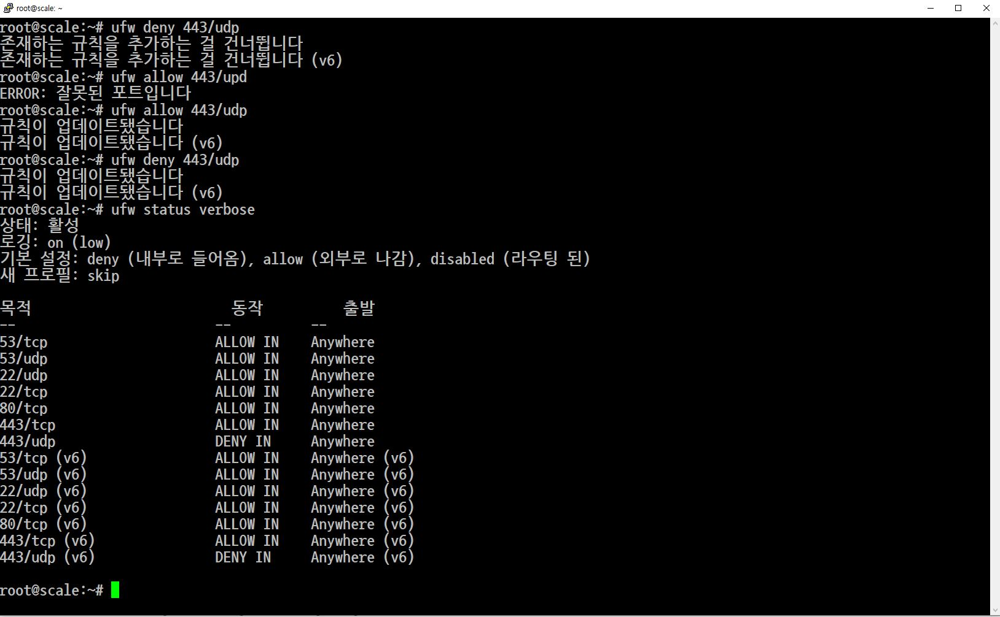 root@scale: ~
root@scale:~# ufw deny 443/udp
존재하는 규칙을 추가하는 걸 건너뜁니다
존재하는 규칙을 추가하는 걸 건너뜁니다 (v6)
root@scale:~# ufw allow 443/upd
ERROR: 잘못된 포트입니다
root@scale:~# ufw allow 443/udp
규칙이 업데이트됐습니다
규칙이 업데이트됐습니다 (v6)
root@scale:~# ufw deny 443/udp
규칙이 업데이트됐습니다
규칙이 업데이트됐습니다 (v6)
root@scale:~# ufw status verbose
상태: 활성
로깅: on (low)
기본 설정: deny (내부로 들어옴), allow (외부로 나감), disabled (라우팅 된)
새 프로필: skip
목적 동작 출발
-- -- --
53/tcp ALLOW IN Anywhere
53/udp ALLOW IN Anywhere
22/udp ALLOW IN Anywhere
22/tcp ALLOW IN Anywhere
80/tcp ALLOW IN Anywhere
443/tcp ALLOW IN Anywhere
443/udp DENY IN Anywhere
53/tcp (v6) ALLOW IN Anywhere (v6)
53/udp (v6) ALLOW IN Anywhere (v6)
22/udp (v6) ALLOW IN Anywhere (v6)
22/tcp (v6) ALLOW IN Anywhere (v6)
80/tcp (v6) ALLOW IN Anywhere (v6)
443/tcp (v6) ALLOW IN Anywhere (v6)
443/udp (v6) DENY IN Anywhere (v6)
root@scale:~#